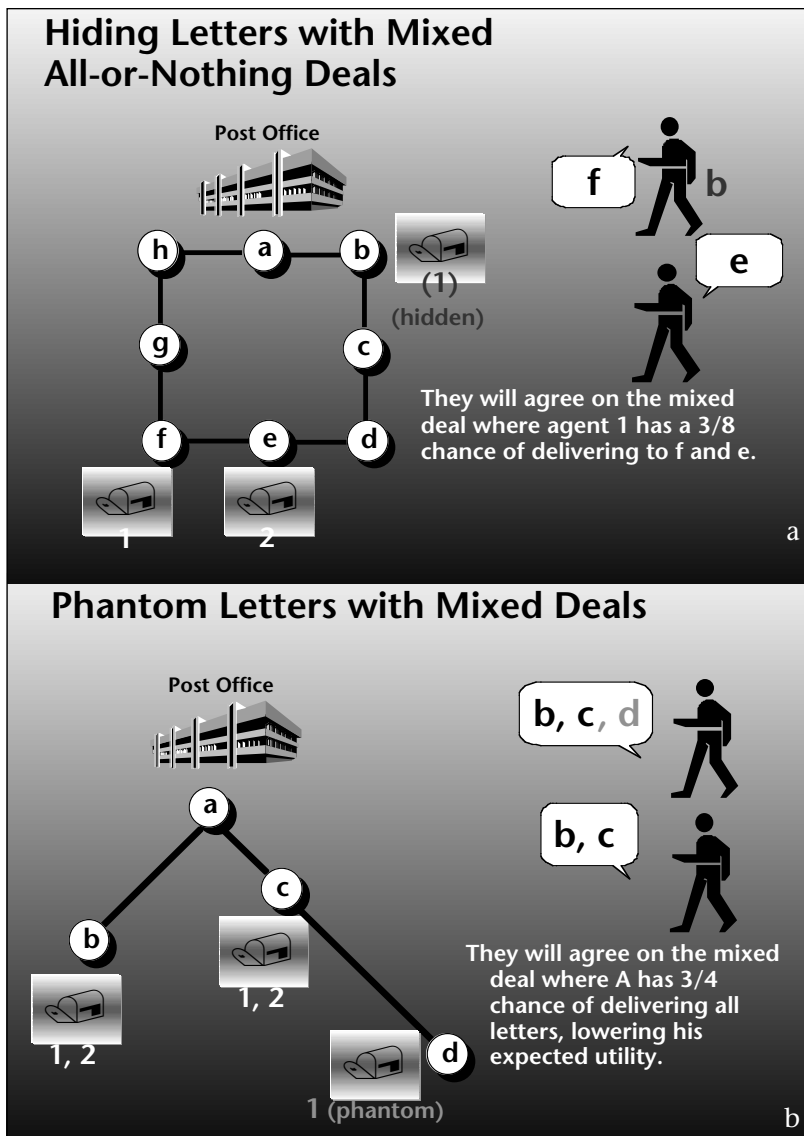 Hiding Letters with Mixed
All-or-Nothing Deals
Post Office
f
b
e
h
a
b
(1)
(hidden)
g
c
They will agree on the mixed
deal where agent 1 has a 3/8
chance of delivering to f and e.
f
e
d
1
2
a
Phantom Letters with Mixed Deals
Post Office
b, c, d
b, c
a
c
b
1, 2
1, 2
They will agree on the mixed
deal where A has 3/4
chance of delivering all
letters, lowering his
expected utility.
d
1 (phantom)
b